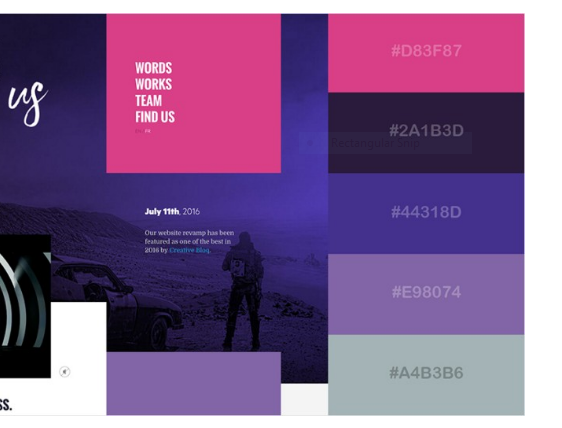 us
WORDS
WORKS
TEAM
FIND US
July 11th, 2016
Our website revamp has been
featured as one of the best in
2016 by Creative Bloq.
SS.
#D83F87
#2A1B3D
#44318D
#E98074
#A4B3B6